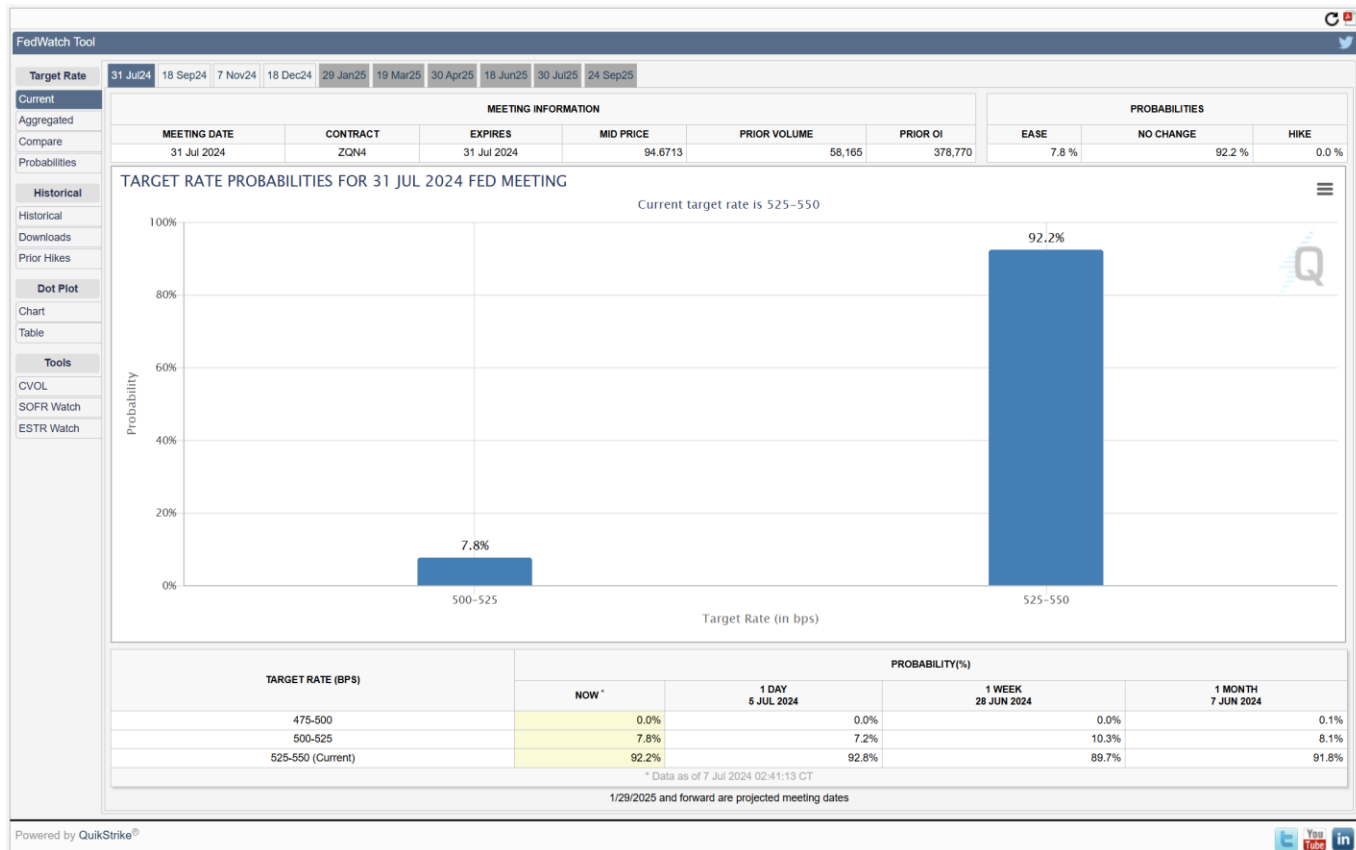 FedWatch Tool
Target Rate
Current
Aggregated
Compare
Probabilities
Historical
Historical
Downloads
Prior Hikes
Dot Plot
Chart
Table
Tools
CVOL
SOFR Watch
ESTR Watch
31 Jul24 18 Sep24 7 Nov24 18 Dec24 29 Jan25 19 Mar25 30 Apr25 18 Jun25 30 Jul25 24 Sep25
MEETING INFORMATION
MEETING DATE CONTRACT EXPIRES MID PRICE PRIOR VOLUME PRIOR OI
31 Jul 2024 ZQN4 31 Jul 2024 94.6713 58,165 378,770
PROBABILITIES
EASE NO CHANGE HIKE
7.8 % 92.2 % 0.0 %
TARGET RATE PROBABILITIES FOR 31 JUL 2024 FED MEETING
Current target rate is 525–550
Probability
100%
80%
60%
40%
20%
0%
7.8%
92.2%
Q
500–525 525–550
Target Rate (in bps)
TARGET RATE (BPS) PROBABILITY(%)
NOW * 1 DAY 1 WEEK 1 MONTH
5 JUL 2024 28 JUN 2024 7 JUN 2024
475-500 0.0% 0.0% 0.0% 0.1%
500-525 7.8% 7.2% 10.3% 8.1%
525-550 (Current) 92.2% 92.8% 89.7% 91.8%
* Data as of 7 Jul 2024 02:41:13 CT
1/29/2025 and forward are projected meeting dates
Powered by QuikStrike®
You
Tube
in